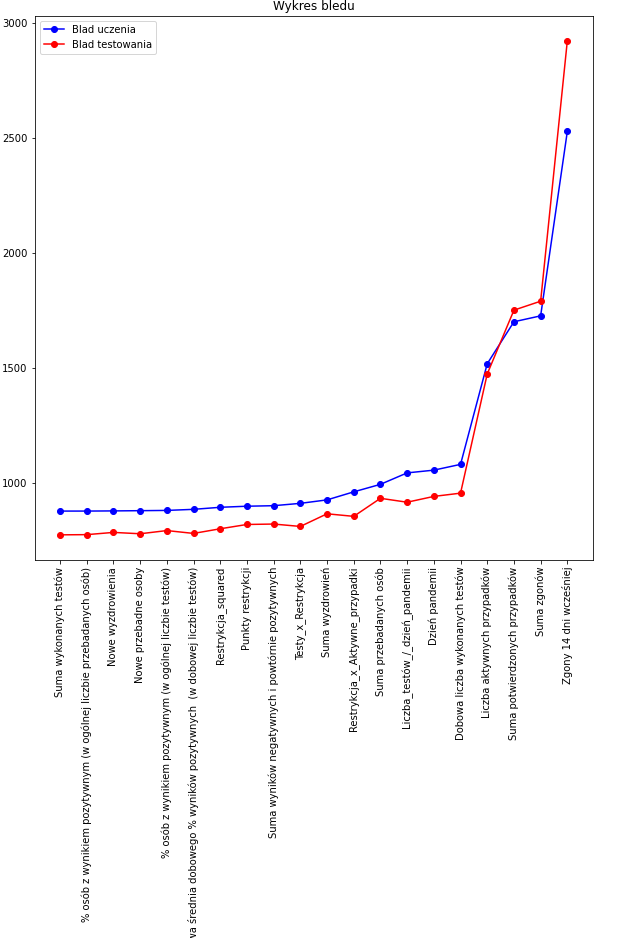 Wykres bledu
Blad uczenia
Blad testowania
3000
2500
2000
1500
1000
Suma wykonanych testów
% osób z wynikiem pozytywnym (w ogólnej liczbie przebadanych osób)
Nowe wyzdrowienia
Nowe przebadne osoby
% osób z wynikiem pozytywnym (w ogólnej liczbie testów)
średnia dobowego % wyników pozytywnych (w dobowej liczbie testów)
Restrykcja_squared
Punkty restrykcji
Suma wyników negatywnych i powtórnie pozytywnych
Testy_x_Restrykcja
Suma wyzdrowień
Restrykcja_x_Aktywne_przypadki
Suma przebadanych osób
Liczba_testów_/_dzień_pandemii
Dzień pandemii
Dobowa liczba wykonanych testów
Liczba aktywnych przypadków
Suma potwierdzonych przypadków
Suma zgonów
Zgony 14 dni wcześniej